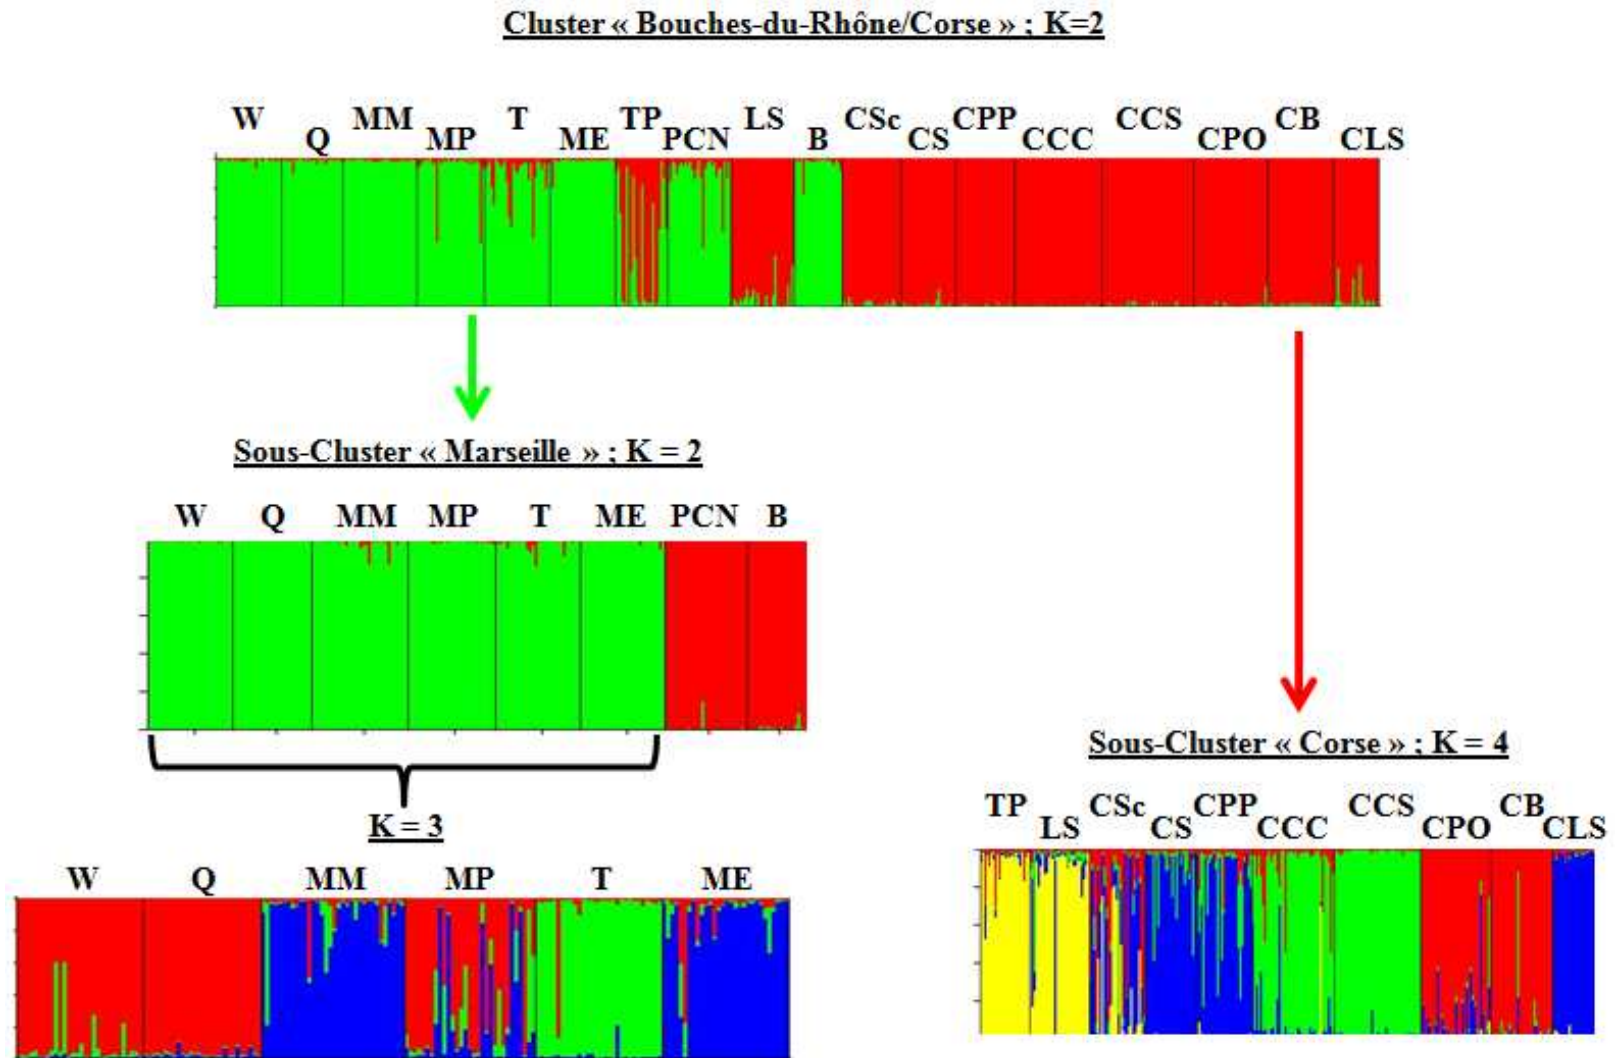 Cluster « Bouches-du-Rhône/Corse » ; K=2
W Q MM MP T ME TP PCN LS B CSc CS CPP CCC CCS CPO CB CLS
Sous-Cluster « Marseille » ; K = 2
W Q MM MP T ME PCN B
K = 3
W Q MM MP T ME
Sous-Cluster « Corse » ; K = 4
TP LS CSc CS CPP CCC CCS CPO CB CLS